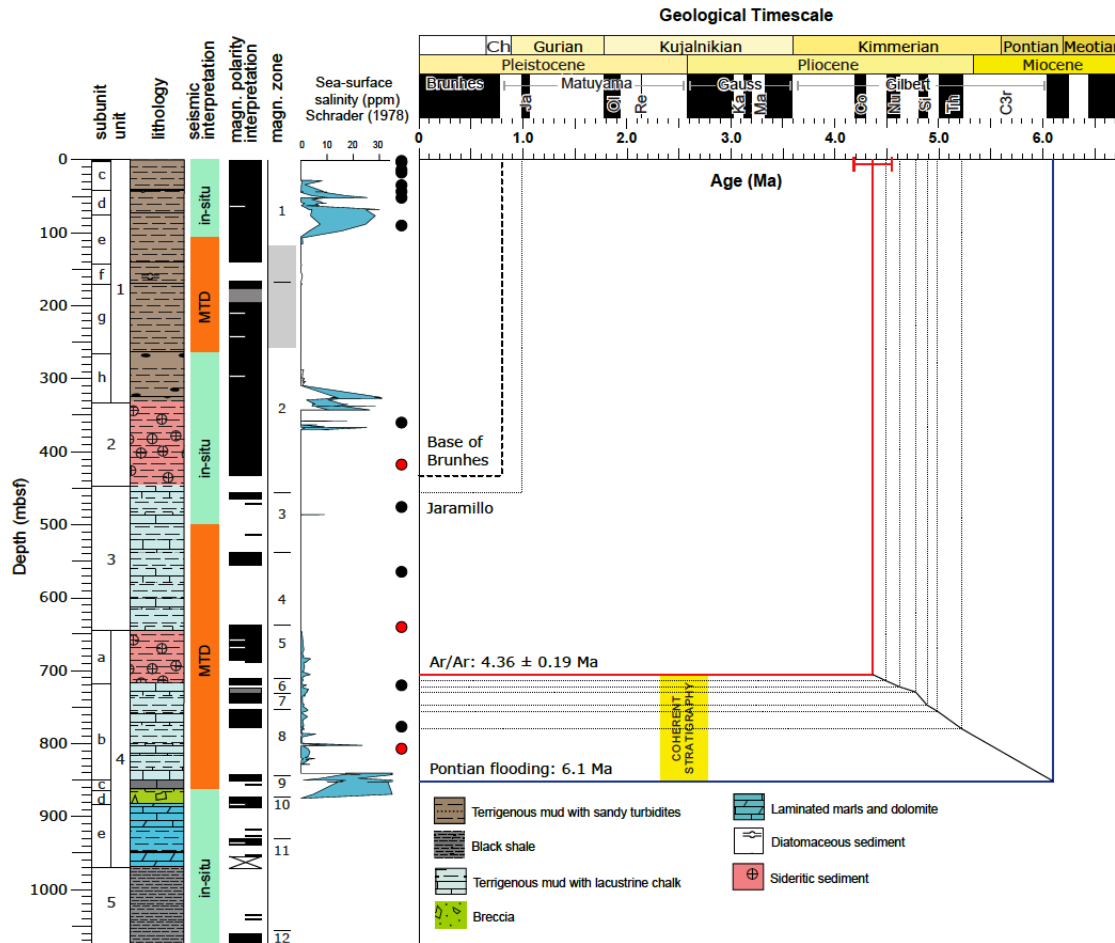 Geological Timescale
Ch Gurian Kujalnikian Kimmerian Pontian Meotian
Pleistocene Pliocene Miocene
Brunhes Ja Matuyama Ol Re Gauss Ka Ma Co Nu Gilbert Si Th C3r
0 1.0 2.0 3.0 4.0 5.0 6.0
Age (Ma)
subunit
unit
lithology
seismic
interpretation
magn. polarity
interpretation
magn. zone
Sea-surface
salinity (ppm)
Schrader (1978)
0 10 20 30
Depth (mbsf)
0
100
200
300
400
500
600
700
800
900
1000
c
d
e
f
g
h
a
b
c
d
e
1
2
3
4
5
in-situ
MTD
in-situ
MTD
in-situ
1
2
3
4
5
6
7
8
9
10
11
12
Base of
Brunhes
Jaramillo
Ar/Ar: 4.36 ± 0.19 Ma
COHERENT
STRATIGRAPHY
Pontian flooding: 6.1 Ma
Terrigenous mud with sandy turbidites
Black shale
Terrigenous mud with lacustrine chalk
Breccia
Laminated marls and dolomite
Diatomaceous sediment
Sideritic sediment